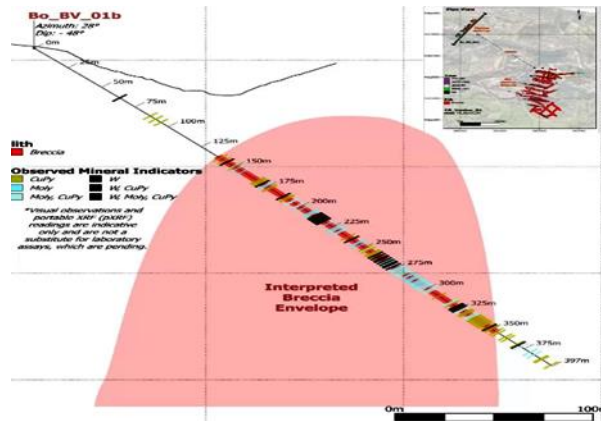 Bo_BV_01b
Azimuth: 28°
Dip: - 48°
0m
25m
50m
75m
100m
125m
150m
175m
200m
225m
250m
275m
300m
325m
350m
375m
397m
lith
Breccia
Observed Mineral Indicators
CuPy
W
Moly
W, CuPy
Moly, CuPy
W, Moly, CuPy
*Visual observations and
portable XRF (pXRF)
readings are indicative
only and are not a
substitute for laboratory
assays, which are pending.
Interpreted
Breccia
Envelope
0m
100
Plan View